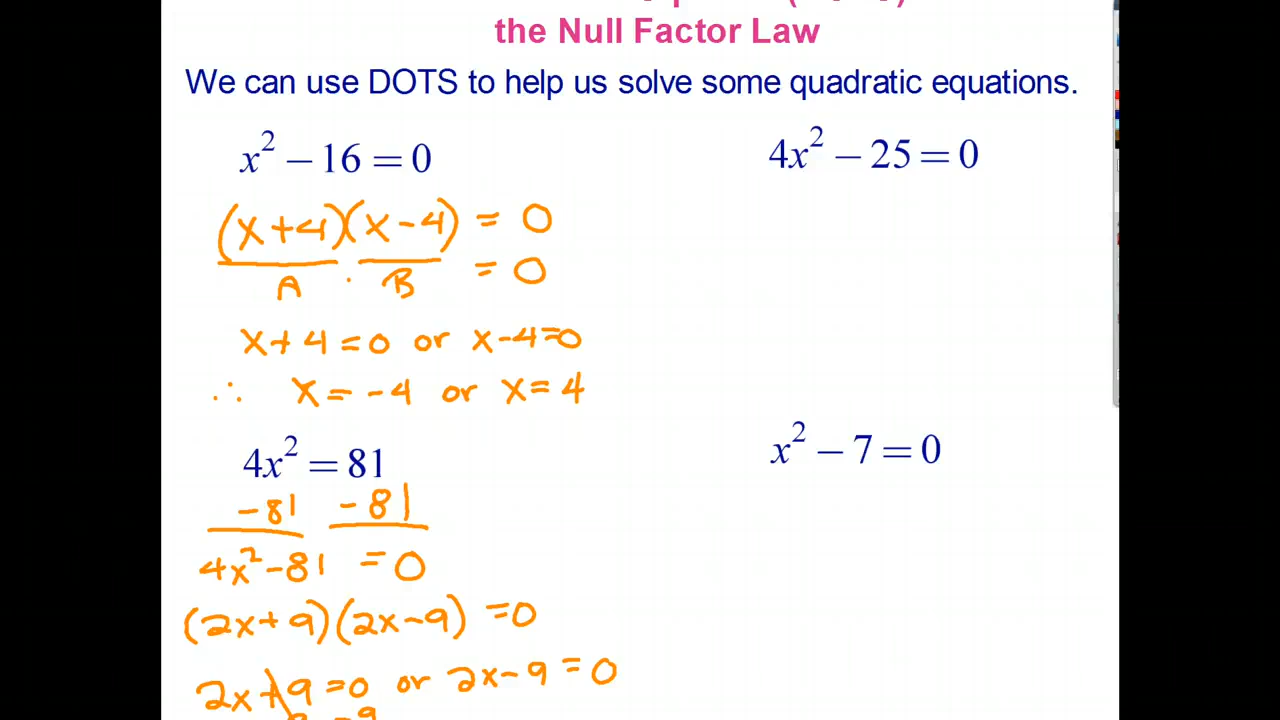 the Null Factor Law
We can use DOTS to help us solve some quadratic equations.
x² − 16 = 0
(x+4)(x−4) = 0
A · B = 0
x+4=0 or x−4=0
∴ x = −4 or x = 4
4x² = 81
−81 −81
4x²−81 = 0
(2x+9)(2x−9) = 0
2x+9=0 or 2x−9=0
4x² − 25 = 0
x² − 7 = 0